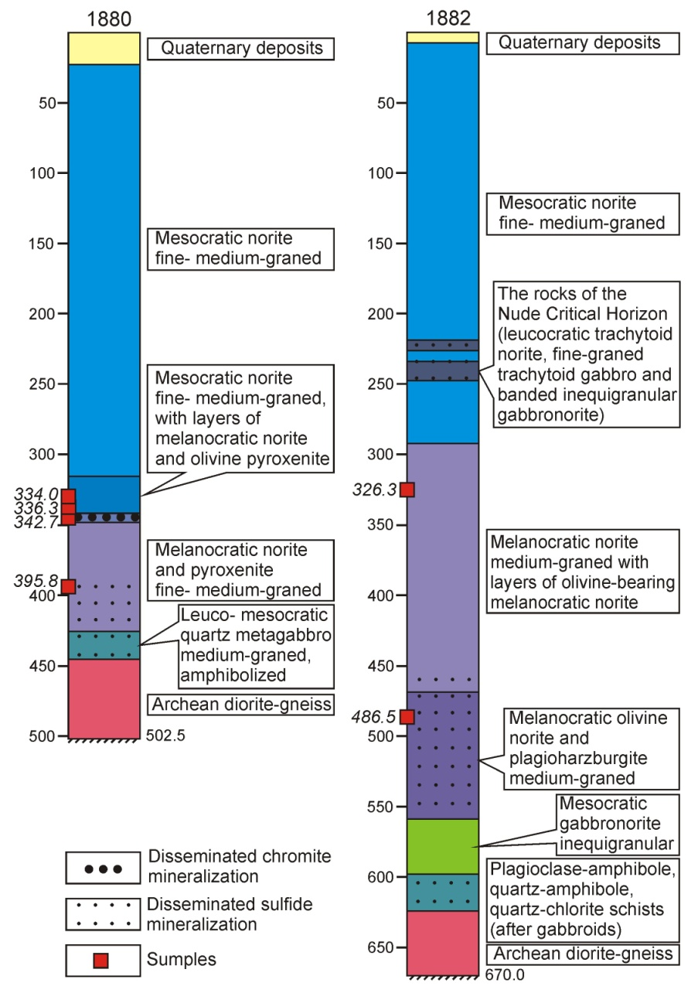 1880
Quaternary deposits
50
100
150
200
250
300
334.0
336.3
342.7
395.8
400
450
500
Mesocratic norite
fine- medium-graned
Mesocratic norite
fine- medium-graned,
with layers of
melanocratic norite
and olivine pyroxenite
Melanocratic norite
and pyroxenite
fine- medium-graned
Leuco- mesocratic
quartz metagabbro
medium-graned,
amphibolized
Archean diorite-gneiss
502.5
Disseminated chromite
mineralization
Disseminated sulfide
mineralization
Sumples
1882
Quaternary deposits
50
100
150
200
250
300
326.3
350
400
450
486.5
500
550
600
650
Mesocratic norite
fine- medium-graned
The rocks of the
Nude Critical Horizon
(leucocratic trachytoid
norite, fine-graned
trachytoid gabbro and
banded inequigranular
gabbronorite)
Melanocratic norite
medium-graned with
layers of olivine-bearing
melanocratic norite
Melanocratic olivine
norite and
plagioharzburgite
medium-graned
Mesocratic
gabbronorite
inequigranular
Plagioclase-amphibole,
quartz-amphibole,
quartz-chlorite schists
(after gabbroids)
Archean diorite-gneiss
670.0